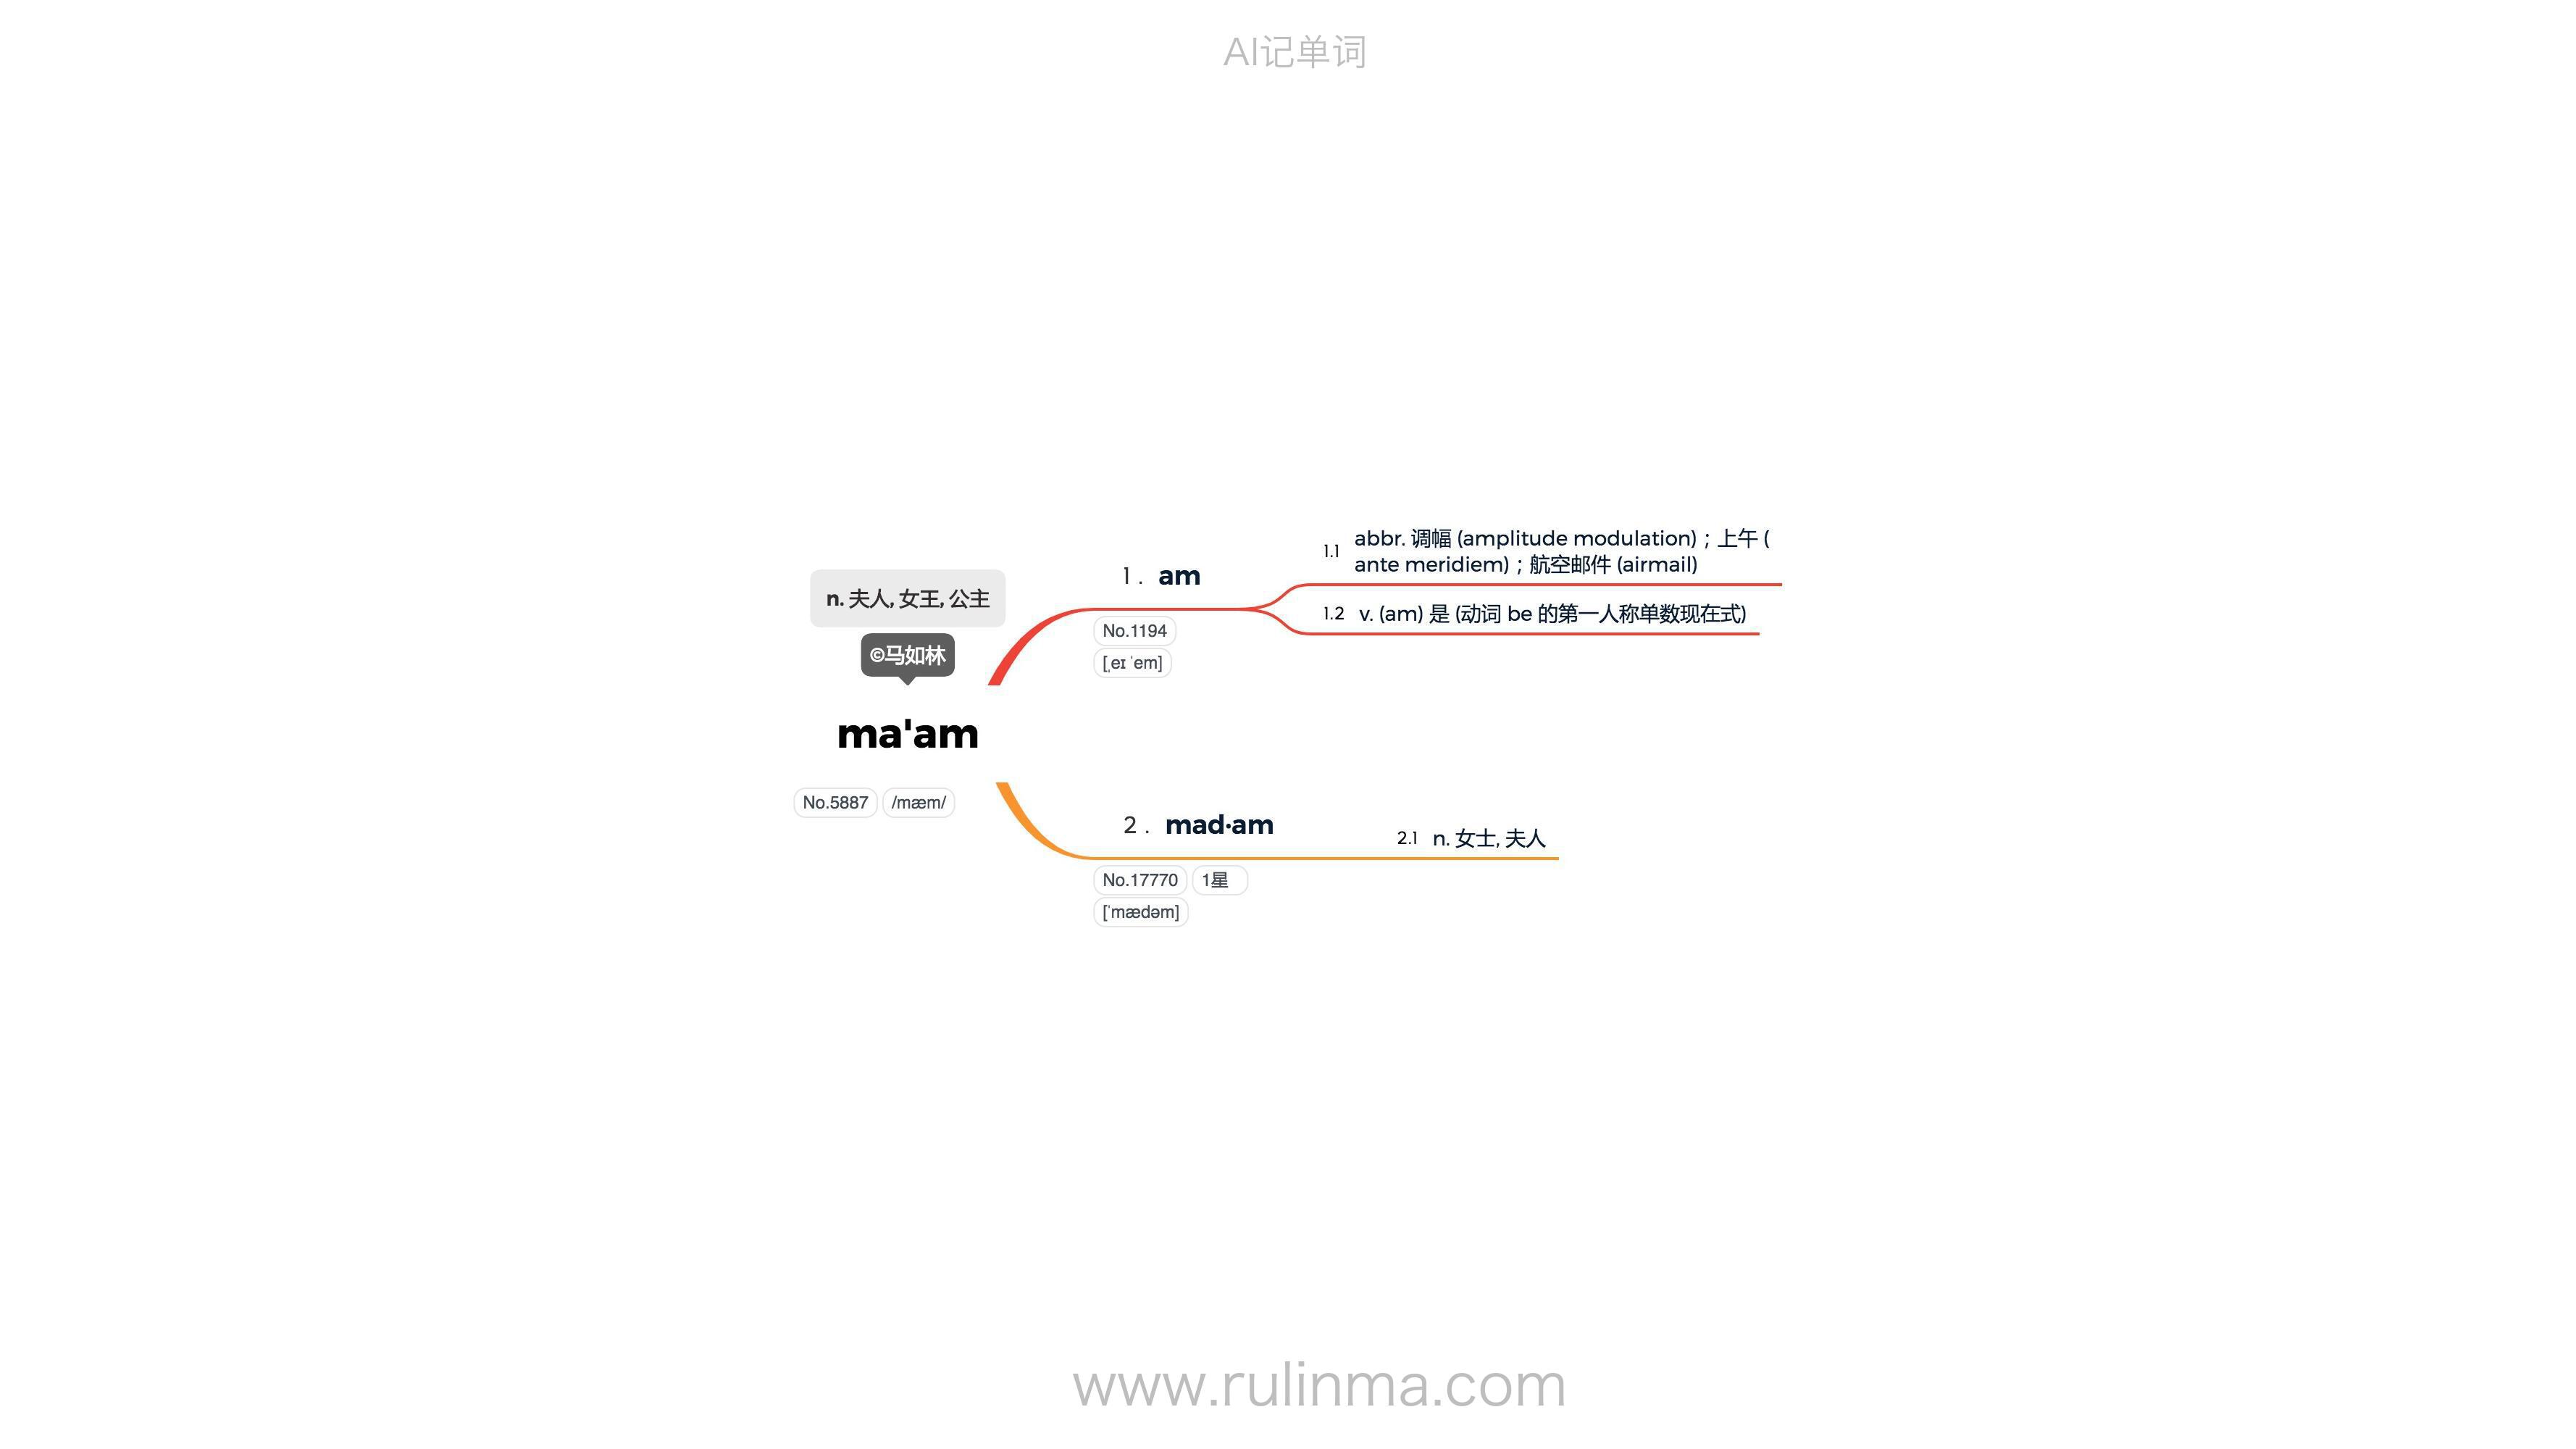 AI记单词
n. 夫人, 女王, 公主
©马如林
ma'am
No.5887 /mæm/
1 . am
No.1194
[ˌeɪ ˈem]
1.1 abbr. 调幅 (amplitude modulation)；上午 (
ante meridiem)；航空邮件 (airmail)
1.2 v. (am) 是 (动词 be 的第一人称单数现在式)
2 . mad·am
No.17770 1星
[ˈmædəm]
2.1 n. 女士, 夫人
www.rulinma.com